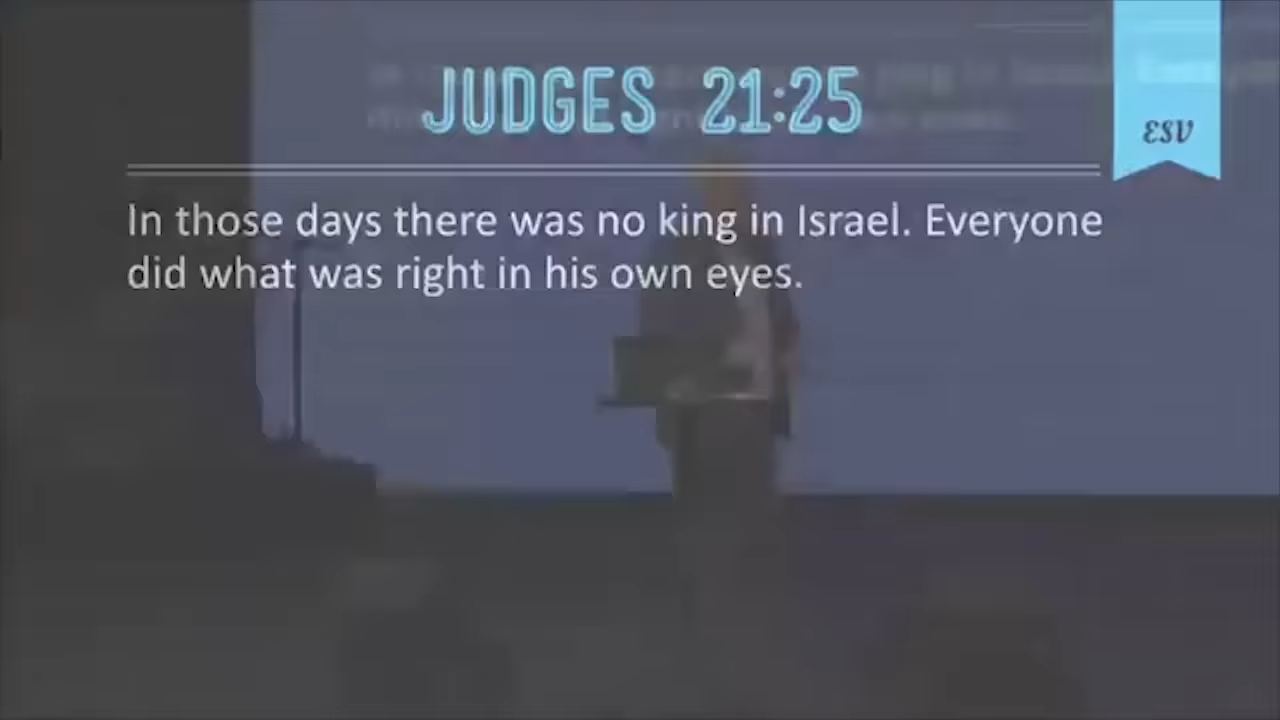 JUDGES 21:25
ESV
In those days there was no king in Israel. Everyone
did what was right in his own eyes.